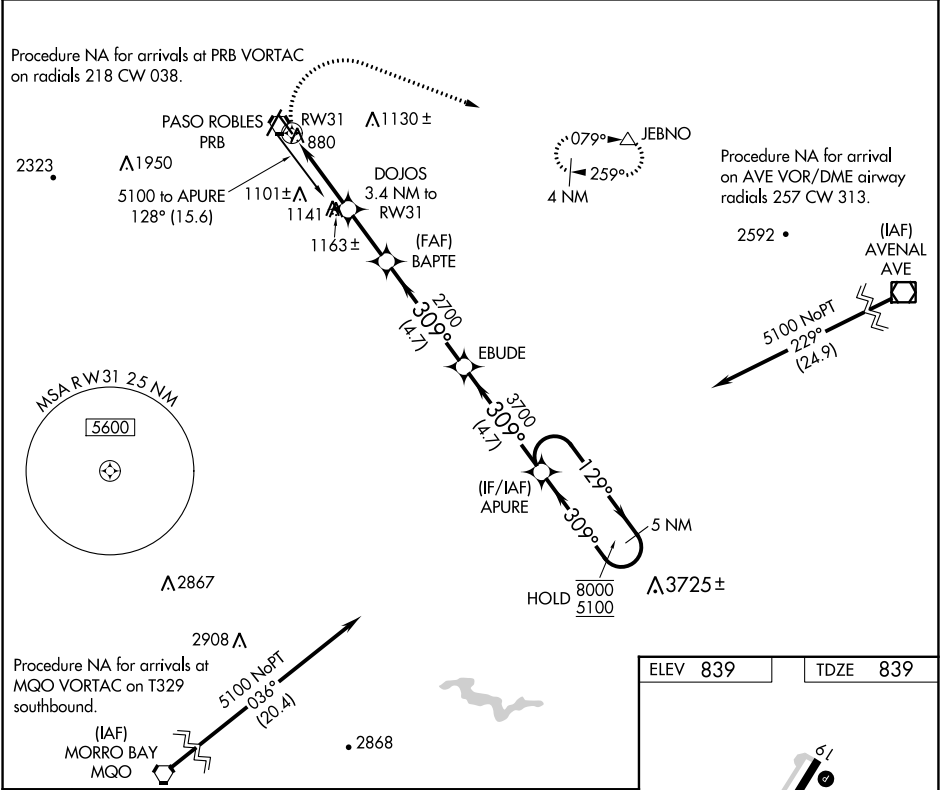 Procedure NA for arrivals at PRB VORTAC
on radials 218 CW 038.
PASO ROBLES
PRB
RW31
880
1130 ±
2323
1950
5100 to APURE
128° (15.6)
1101±
1141
1163 ±
DOJOS
3.4 NM to
RW31
079°
JEBNO
259°
4 NM
Procedure NA for arrival
on AVE VOR/DME airway
radials 257 CW 313.
2592
(IAF)
AVENAL
AVE
5100 NoPT
229°
(24.9)
(FAF)
BAPTE
2700
309°
(4.7)
EBUDE
3700
309°
(4.7)
MSA RW31 25 NM
5600
(IF/IAF)
APURE
129°
309°
5 NM
HOLD
8000
5100
3725 ±
2867
2908
Procedure NA for arrivals at
MQO VORTAC on T329
southbound.
5100 NoPT
036°
(20.4)
(IAF)
MORRO BAY
MQO
2868
ELEV 839
TDZE 839
19
P